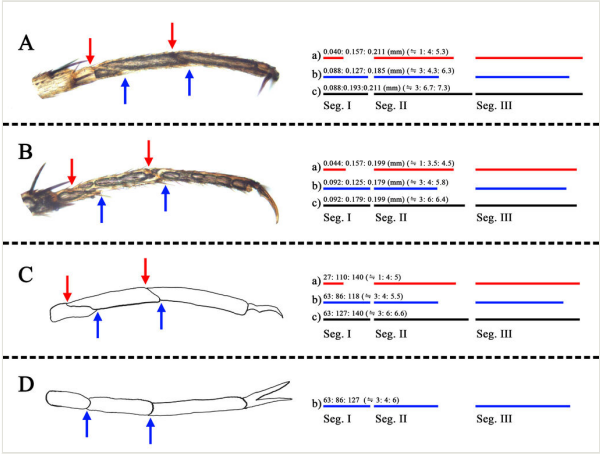 A
a) 0.040: 0.157: 0.211 (mm) (≒ 1: 4: 5.3)
b) 0.088: 0.127: 0.185 (mm) (≒ 3: 4.3: 6.3)
c) 0.088:0.193:0.211 (mm) (≒ 3: 6.7: 7.3)
Seg. I Seg. II Seg. III
B
a) 0.044: 0.157: 0.199 (mm) (≒ 1: 3.5: 4.5)
b) 0.092: 0.125: 0.179 (mm) (≒ 3: 4: 5.8)
c) 0.092: 0.179: 0.199 (mm) (≒ 3: 6: 6.4)
Seg. I Seg. II Seg. III
C
a) 27: 110: 140 (≒ 1: 4: 5)
b) 63: 86: 118 (≒ 3: 4: 5.5)
c) 63: 127: 140 (≒ 3: 6: 6.6)
Seg. I Seg. II Seg. III
D
b) 63: 86: 127 (≒ 3: 4: 6)
Seg. I Seg. II Seg. III